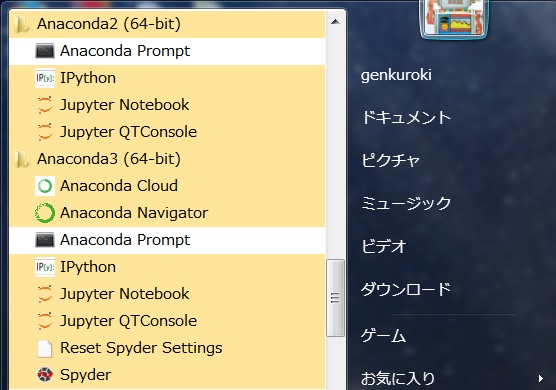 Anaconda2 (64-bit)
Anaconda Prompt
IP[y]: IPython
Jupyter Notebook
Jupyter QTConsole
Anaconda3 (64-bit)
Anaconda Cloud
Anaconda Navigator
Anaconda Prompt
IP[y]: IPython
Jupyter Notebook
Jupyter QTConsole
Reset Spyder Settings
Spyder
genkuroki
ドキュメント
ピクチャ
ミュージック
ビデオ
ダウンロード
ゲーム
お気に入り